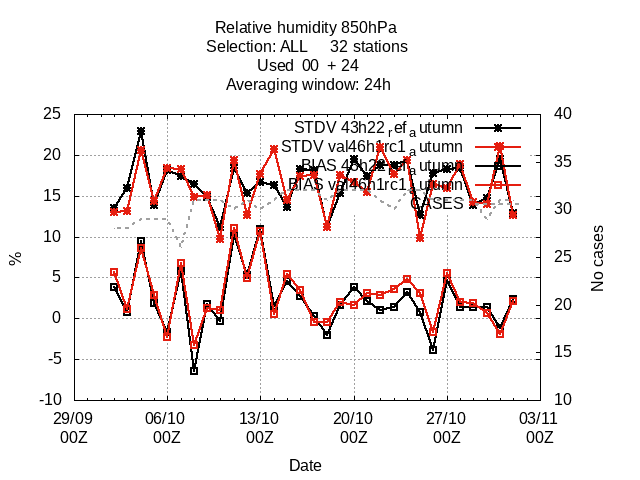 Relative humidity 850hPa
Selection: ALL 32 stations
Used 00 + 24
Averaging window: 24h
25
20
15
10
5
0
-5
-10
%
40
35
30
25
20
15
10
No cases
STDV 43h22_ref_autumn
STDV val46h1rc1_autumn
BIAS 43h22_ref_autumn
BIAS val46h1rc1_autumn
CASES
29/09 06/10 13/10 20/10 27/10 03/11
00Z 00Z 00Z 00Z 00Z 00Z
Date